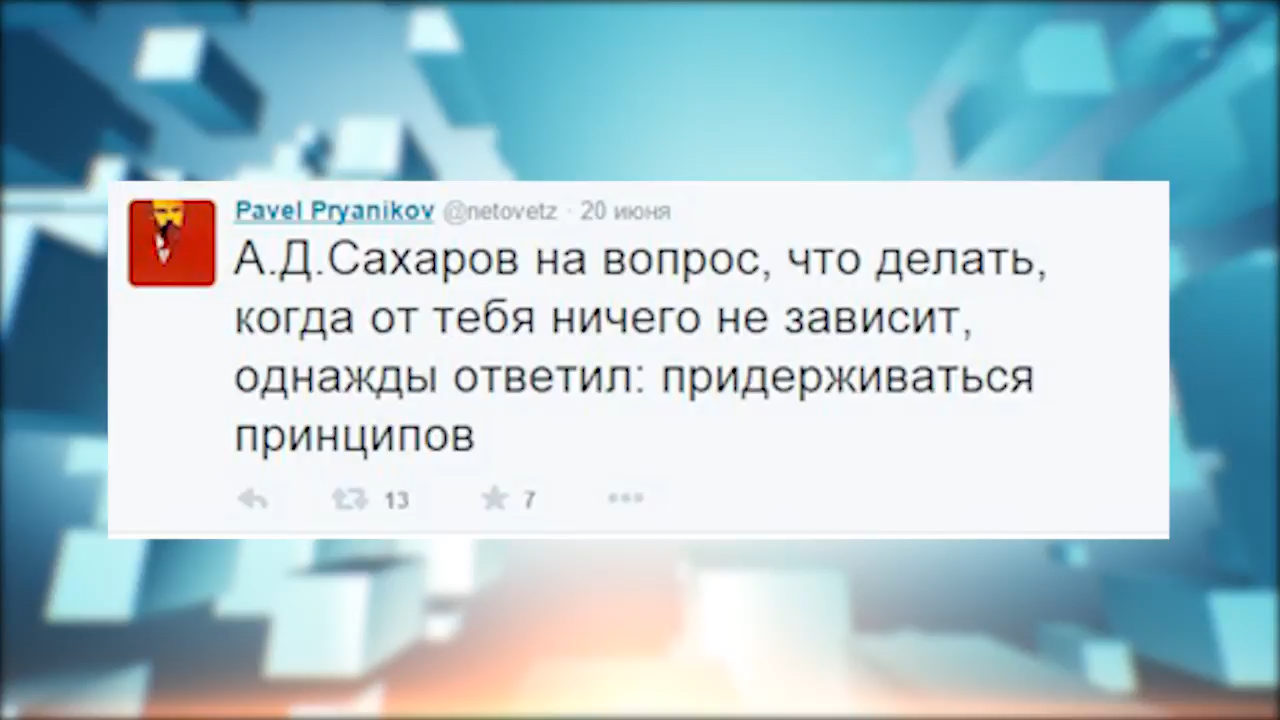 Pavel Pryanikov @netovetz · 20 июня
А.Д.Сахаров на вопрос, что делать,
когда от тебя ничего не зависит,
однажды ответил: придерживаться
принципов
13 7